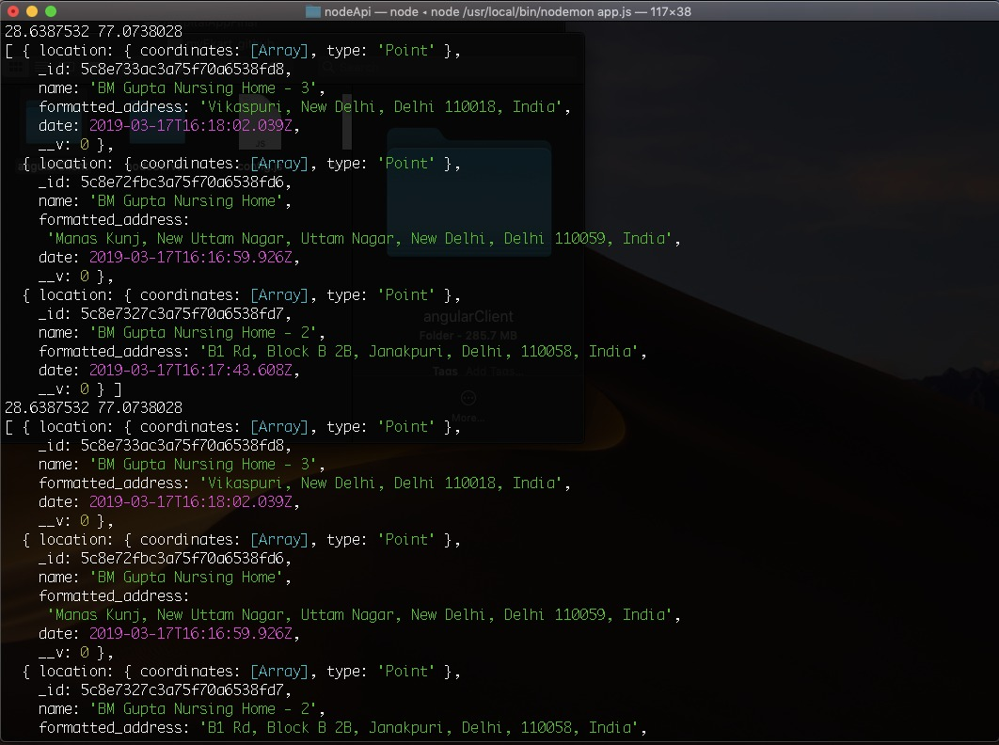 nodeApi — node ◂ node /usr/local/bin/nodemon app.js — 117×38
28.6387532 77.0738028
[ { location: { coordinates: [Array], type: 'Point' },
    _id: 5c8e733ac3a75f70a6538fd8,
    name: 'BM Gupta Nursing Home - 3',
    formatted_address: 'Vikaspuri, New Delhi, Delhi 110018, India',
    date: 2019-03-17T16:18:02.039Z,
    __v: 0 },
  { location: { coordinates: [Array], type: 'Point' },
    _id: 5c8e72fbc3a75f70a6538fd6,
    name: 'BM Gupta Nursing Home',
    formatted_address:
     'Manas Kunj, New Uttam Nagar, Uttam Nagar, New Delhi, Delhi 110059, India',
    date: 2019-03-17T16:16:59.926Z,
    __v: 0 },
  { location: { coordinates: [Array], type: 'Point' },
    _id: 5c8e7327c3a75f70a6538fd7,
    name: 'BM Gupta Nursing Home - 2',
    formatted_address: 'B1 Rd, Block B 2B, Janakpuri, Delhi, 110058, India',
    date: 2019-03-17T16:17:43.608Z,
    __v: 0 } ]
28.6387532 77.0738028
[ { location: { coordinates: [Array], type: 'Point' },
    _id: 5c8e733ac3a75f70a6538fd8,
    name: 'BM Gupta Nursing Home - 3',
    formatted_address: 'Vikaspuri, New Delhi, Delhi 110018, India',
    date: 2019-03-17T16:18:02.039Z,
    __v: 0 },
  { location: { coordinates: [Array], type: 'Point' },
    _id: 5c8e72fbc3a75f70a6538fd6,
    name: 'BM Gupta Nursing Home',
    formatted_address:
     'Manas Kunj, New Uttam Nagar, Uttam Nagar, New Delhi, Delhi 110059, India',
    date: 2019-03-17T16:16:59.926Z,
    __v: 0 },
  { location: { coordinates: [Array], type: 'Point' },
    _id: 5c8e7327c3a75f70a6538fd7,
    name: 'BM Gupta Nursing Home - 2',
    formatted_address: 'B1 Rd, Block B 2B, Janakpuri, Delhi, 110058, India',
angularClient
Folder - 285.7 MB
Tags Add Tags...
More...
JS